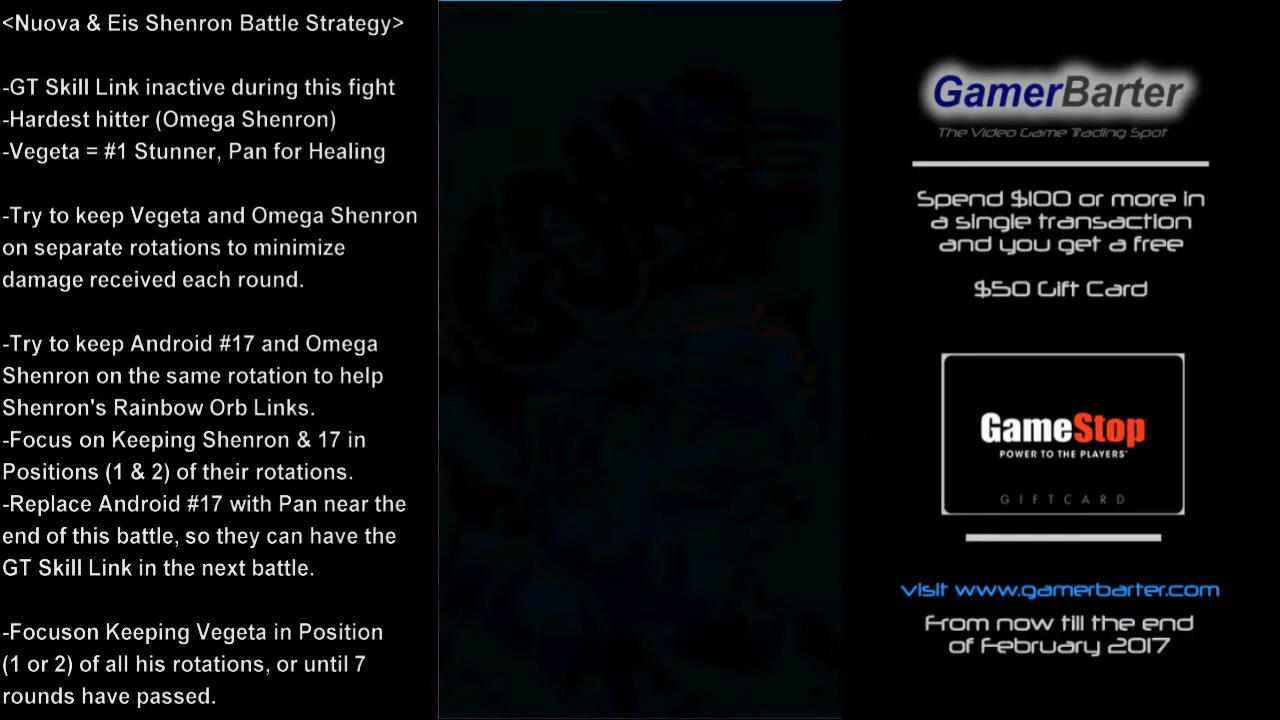 <Nuova & Eis Shenron Battle Strategy>
-GT Skill Link inactive during this fight
-Hardest hitter (Omega Shenron)
-Vegeta = #1 Stunner, Pan for Healing
-Try to keep Vegeta and Omega Shenron
on separate rotations to minimize
damage received each round.
-Try to keep Android #17 and Omega
Shenron on the same rotation to help
Shenron's Rainbow Orb Links.
-Focus on Keeping Shenron & 17 in
Positions (1 & 2) of their rotations.
-Replace Android #17 with Pan near the
end of this battle, so they can have the
GT Skill Link in the next battle.
-Focuson Keeping Vegeta in Position
(1 or 2) of all his rotations, or until 7
rounds have passed.
GamerBarter
The Video Game Trading Spot
Spend $100 or more in
a single transaction
and you get a free
$50 Gift Card
GameStop
POWER TO THE PLAYERS'
GIFTCARD
visit www.gamerbarter.com
From now till the end
of February 2017